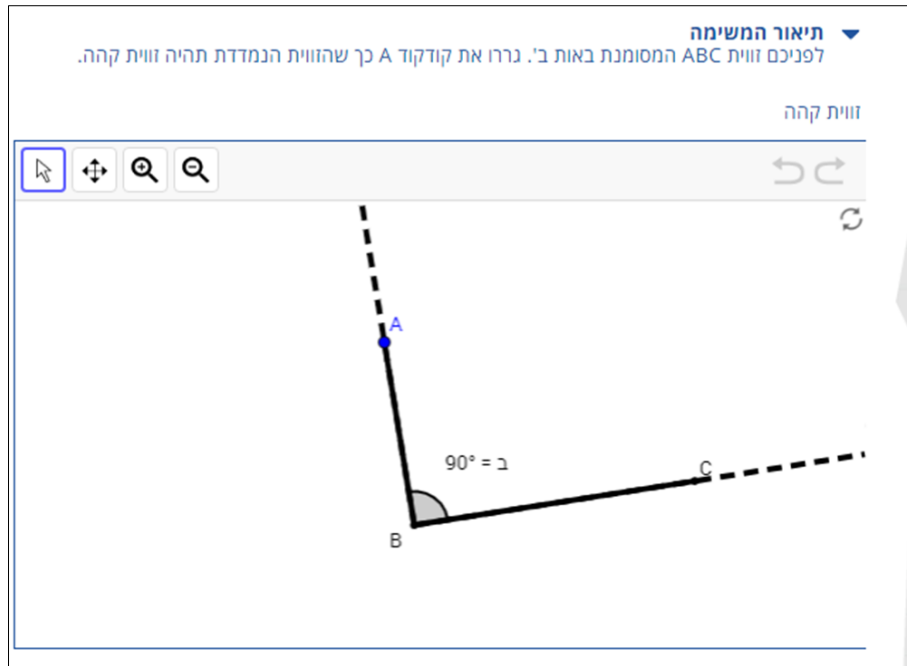 תיאור המשימה
לפניכם זווית ABC המסומנת באות ב'. גררו את קודקוד A כך שהזווית הנמדדת תהיה זווית קהה.
זווית קהה
A
ב = 90°
C
B